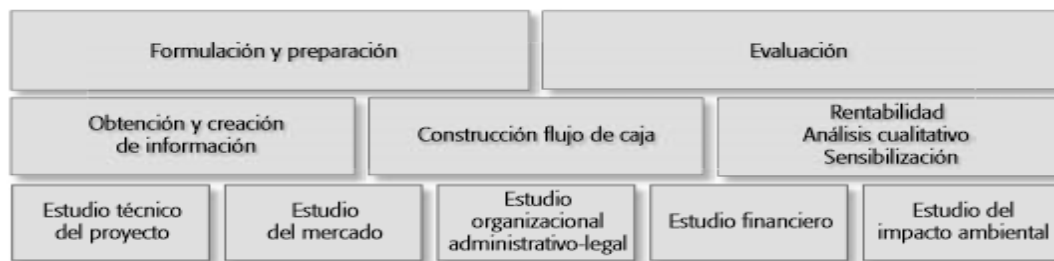 Formulación y preparación
Evaluación
Obtención y creación
de información
Construcción flujo de caja
Rentabilidad
Análisis cualitativo
Sensibilización
Estudio técnico
del proyecto
Estudio
del mercado
Estudio
organizacional
administrativo-legal
Estudio financiero
Estudio del
impacto ambiental